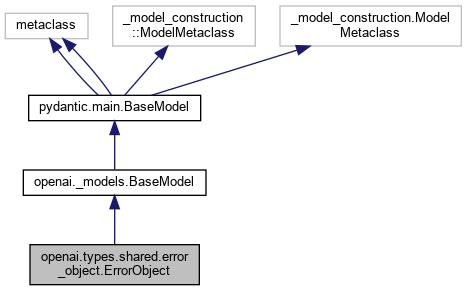 metaclass
_model_construction
::ModelMetaclass
_model_construction.Model
Metaclass
pydantic.main.BaseModel
openai._models.BaseModel
openai.types.shared.error
_object.ErrorObject